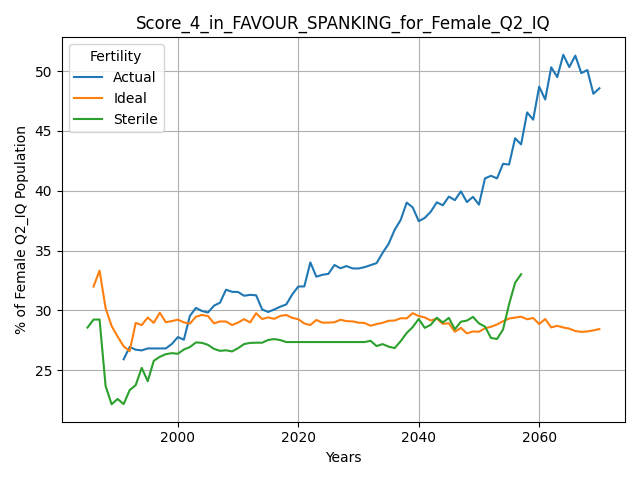 Score_4_in_FAVOUR_SPANKING_for_Female_Q2_IQ
Fertility
Actual
Ideal
Sterile
% of Female Q2_IQ Population
50
45
40
35
30
25
2000
2020
2040
2060
Years